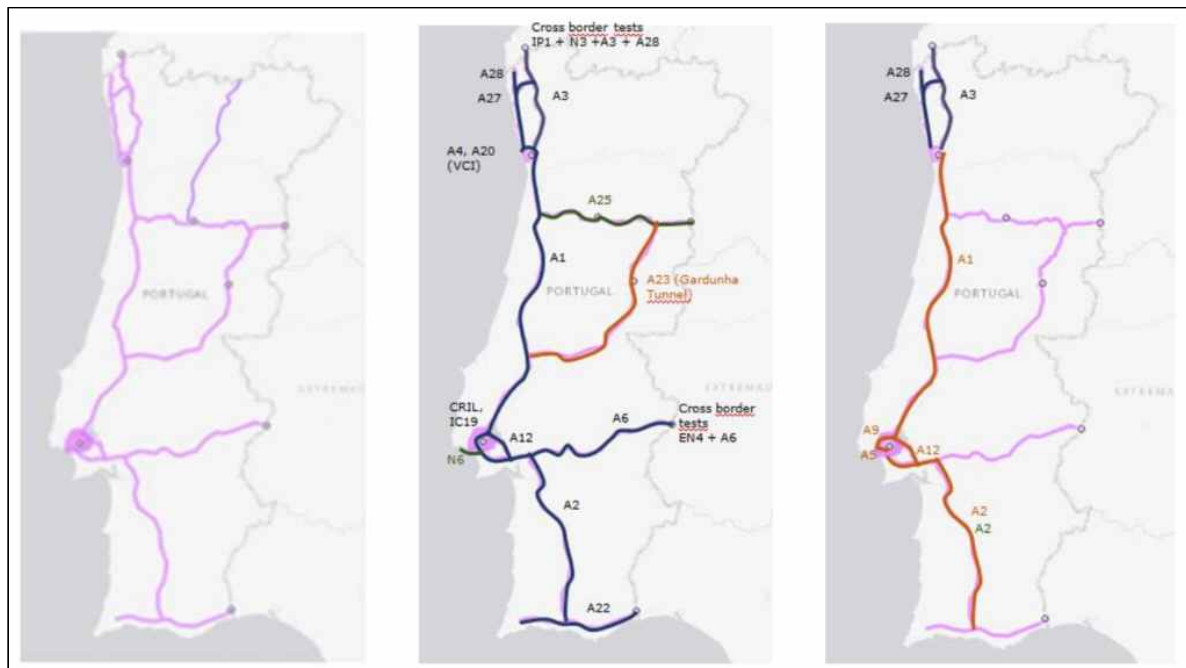 PORTUGAL
Cross border tests
IP1 + N3 +A3 + A28
A28
A27
A3
A4, A20
(VCI)
A25
A1
A23 (Gardunha
Tunnel)
PORTUGAL
CRIL,
IC19
A12
A6
Cross border
tests
EN4 + A6
N6
A2
A22
A28
A27
A3
A1
PORTUGAL
A9
A5
A12
A2
A2